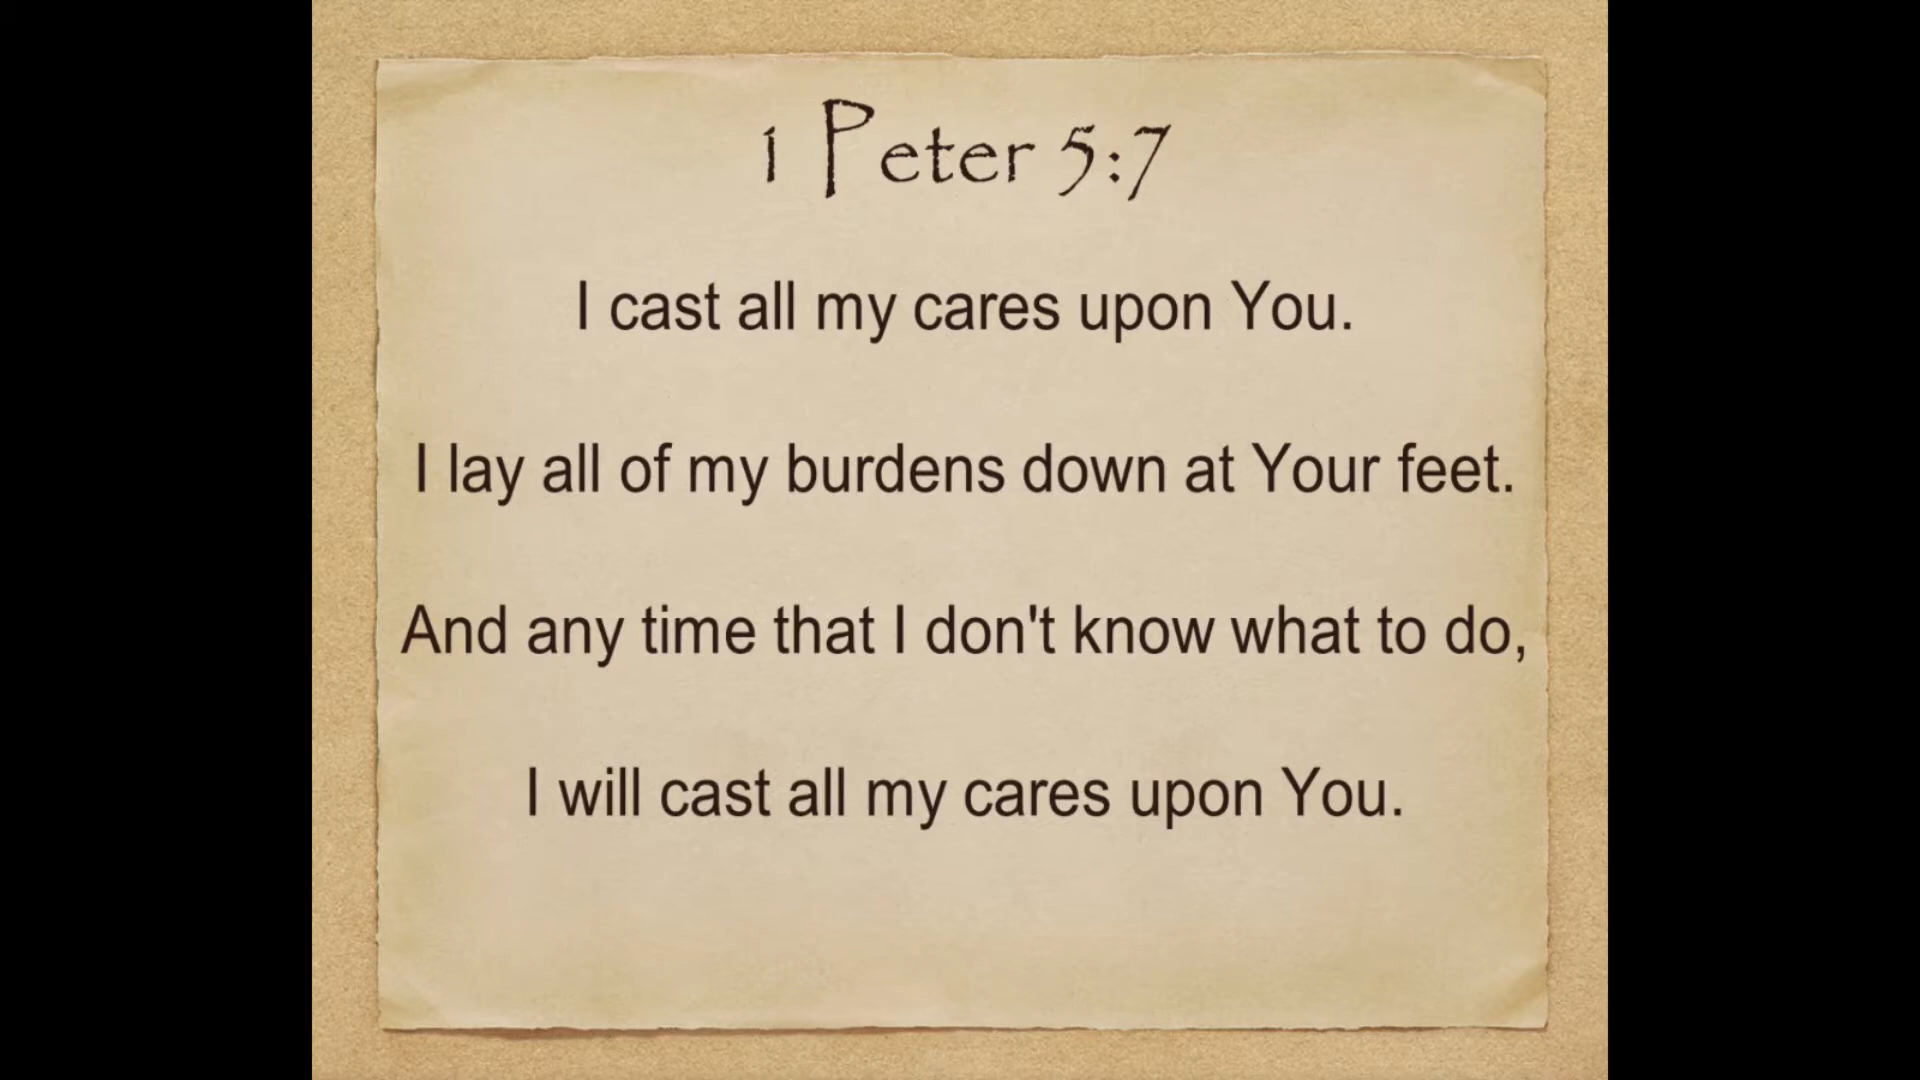 1 Peter 5:7
I cast all my cares upon You.
I lay all of my burdens down at Your feet.
And any time that I don't know what to do,
I will cast all my cares upon You.